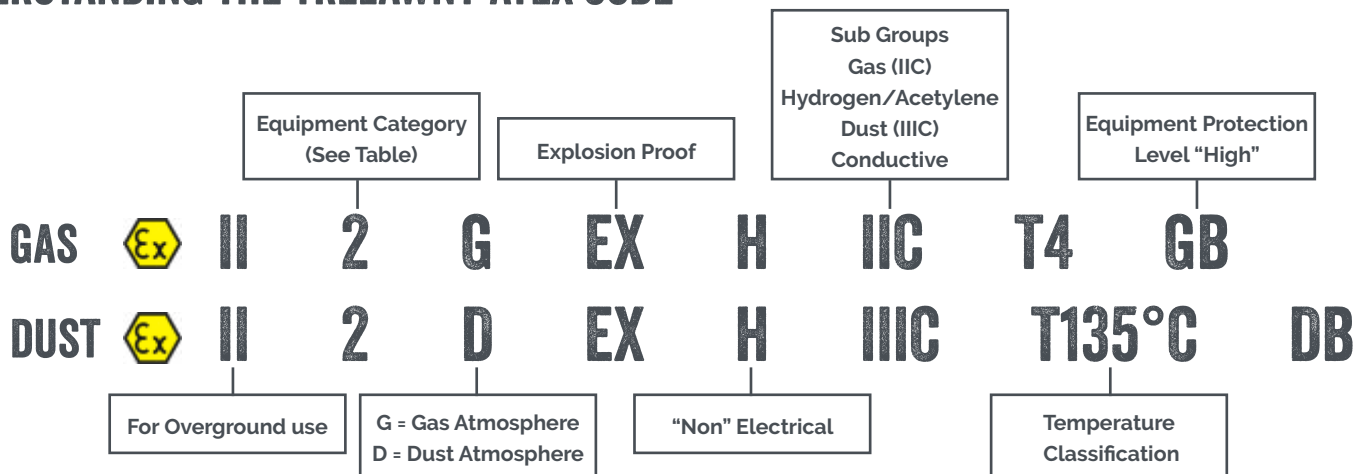 Sub Groups
Gas (IIC)
Hydrogen/Acetylene
Dust (IIIC)
Conductive
Equipment Category
(See Table)
Explosion Proof
Equipment Protection
Level “High”
GAS Ex II 2 G EX H IIC T4 GB
DUST Ex II 2 D EX H IIIC T135°C DB
For Overground use
G = Gas Atmosphere
D = Dust Atmosphere
“Non” Electrical
Temperature
Classification